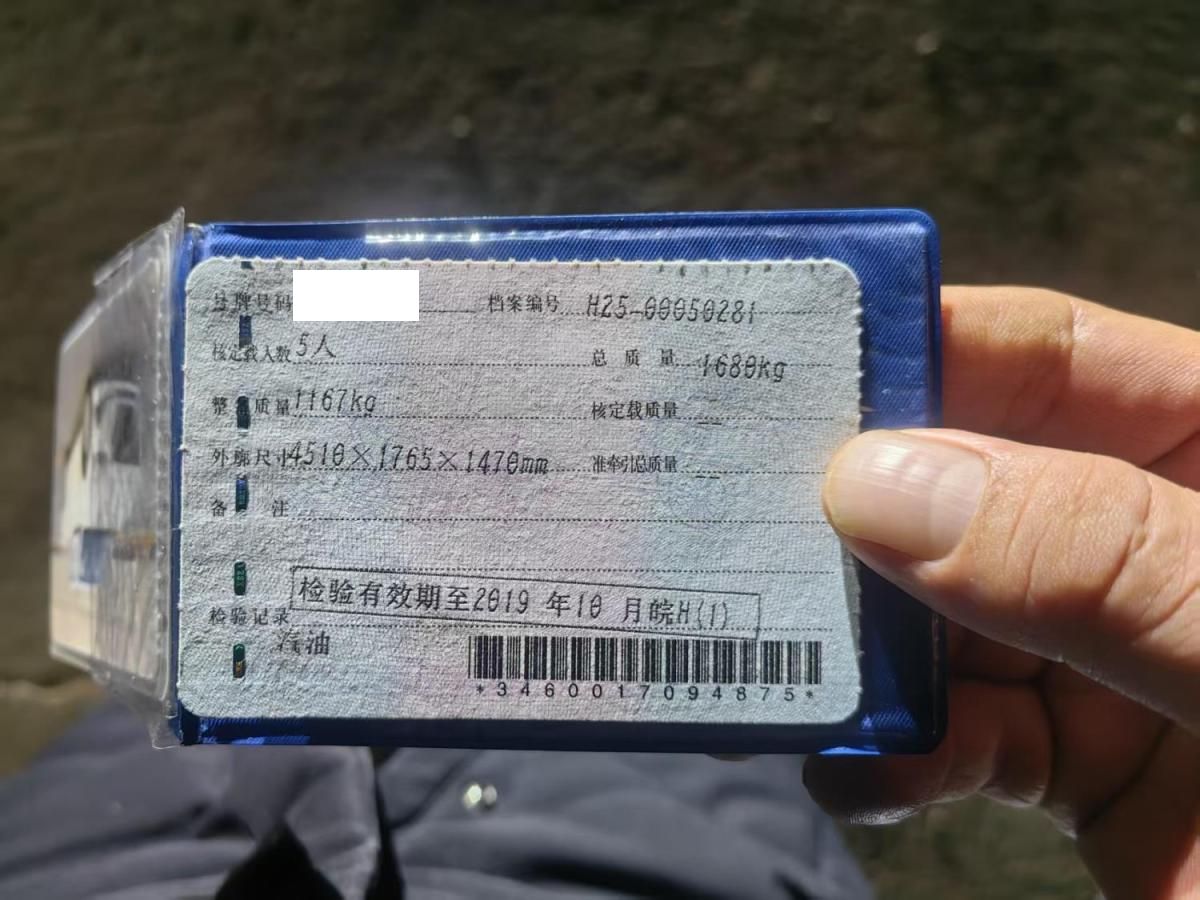 号牌号码 档案编号 H25-00050281
核定载人数 5人 总质量 1680kg
整备质量 1167kg 核定载质量 --
外廓尺寸 4510×1765×1470mm 准牵引总质量 --
备注
检验记录 检验有效期至2019年10月皖H(1)
汽油
*3460017094875*